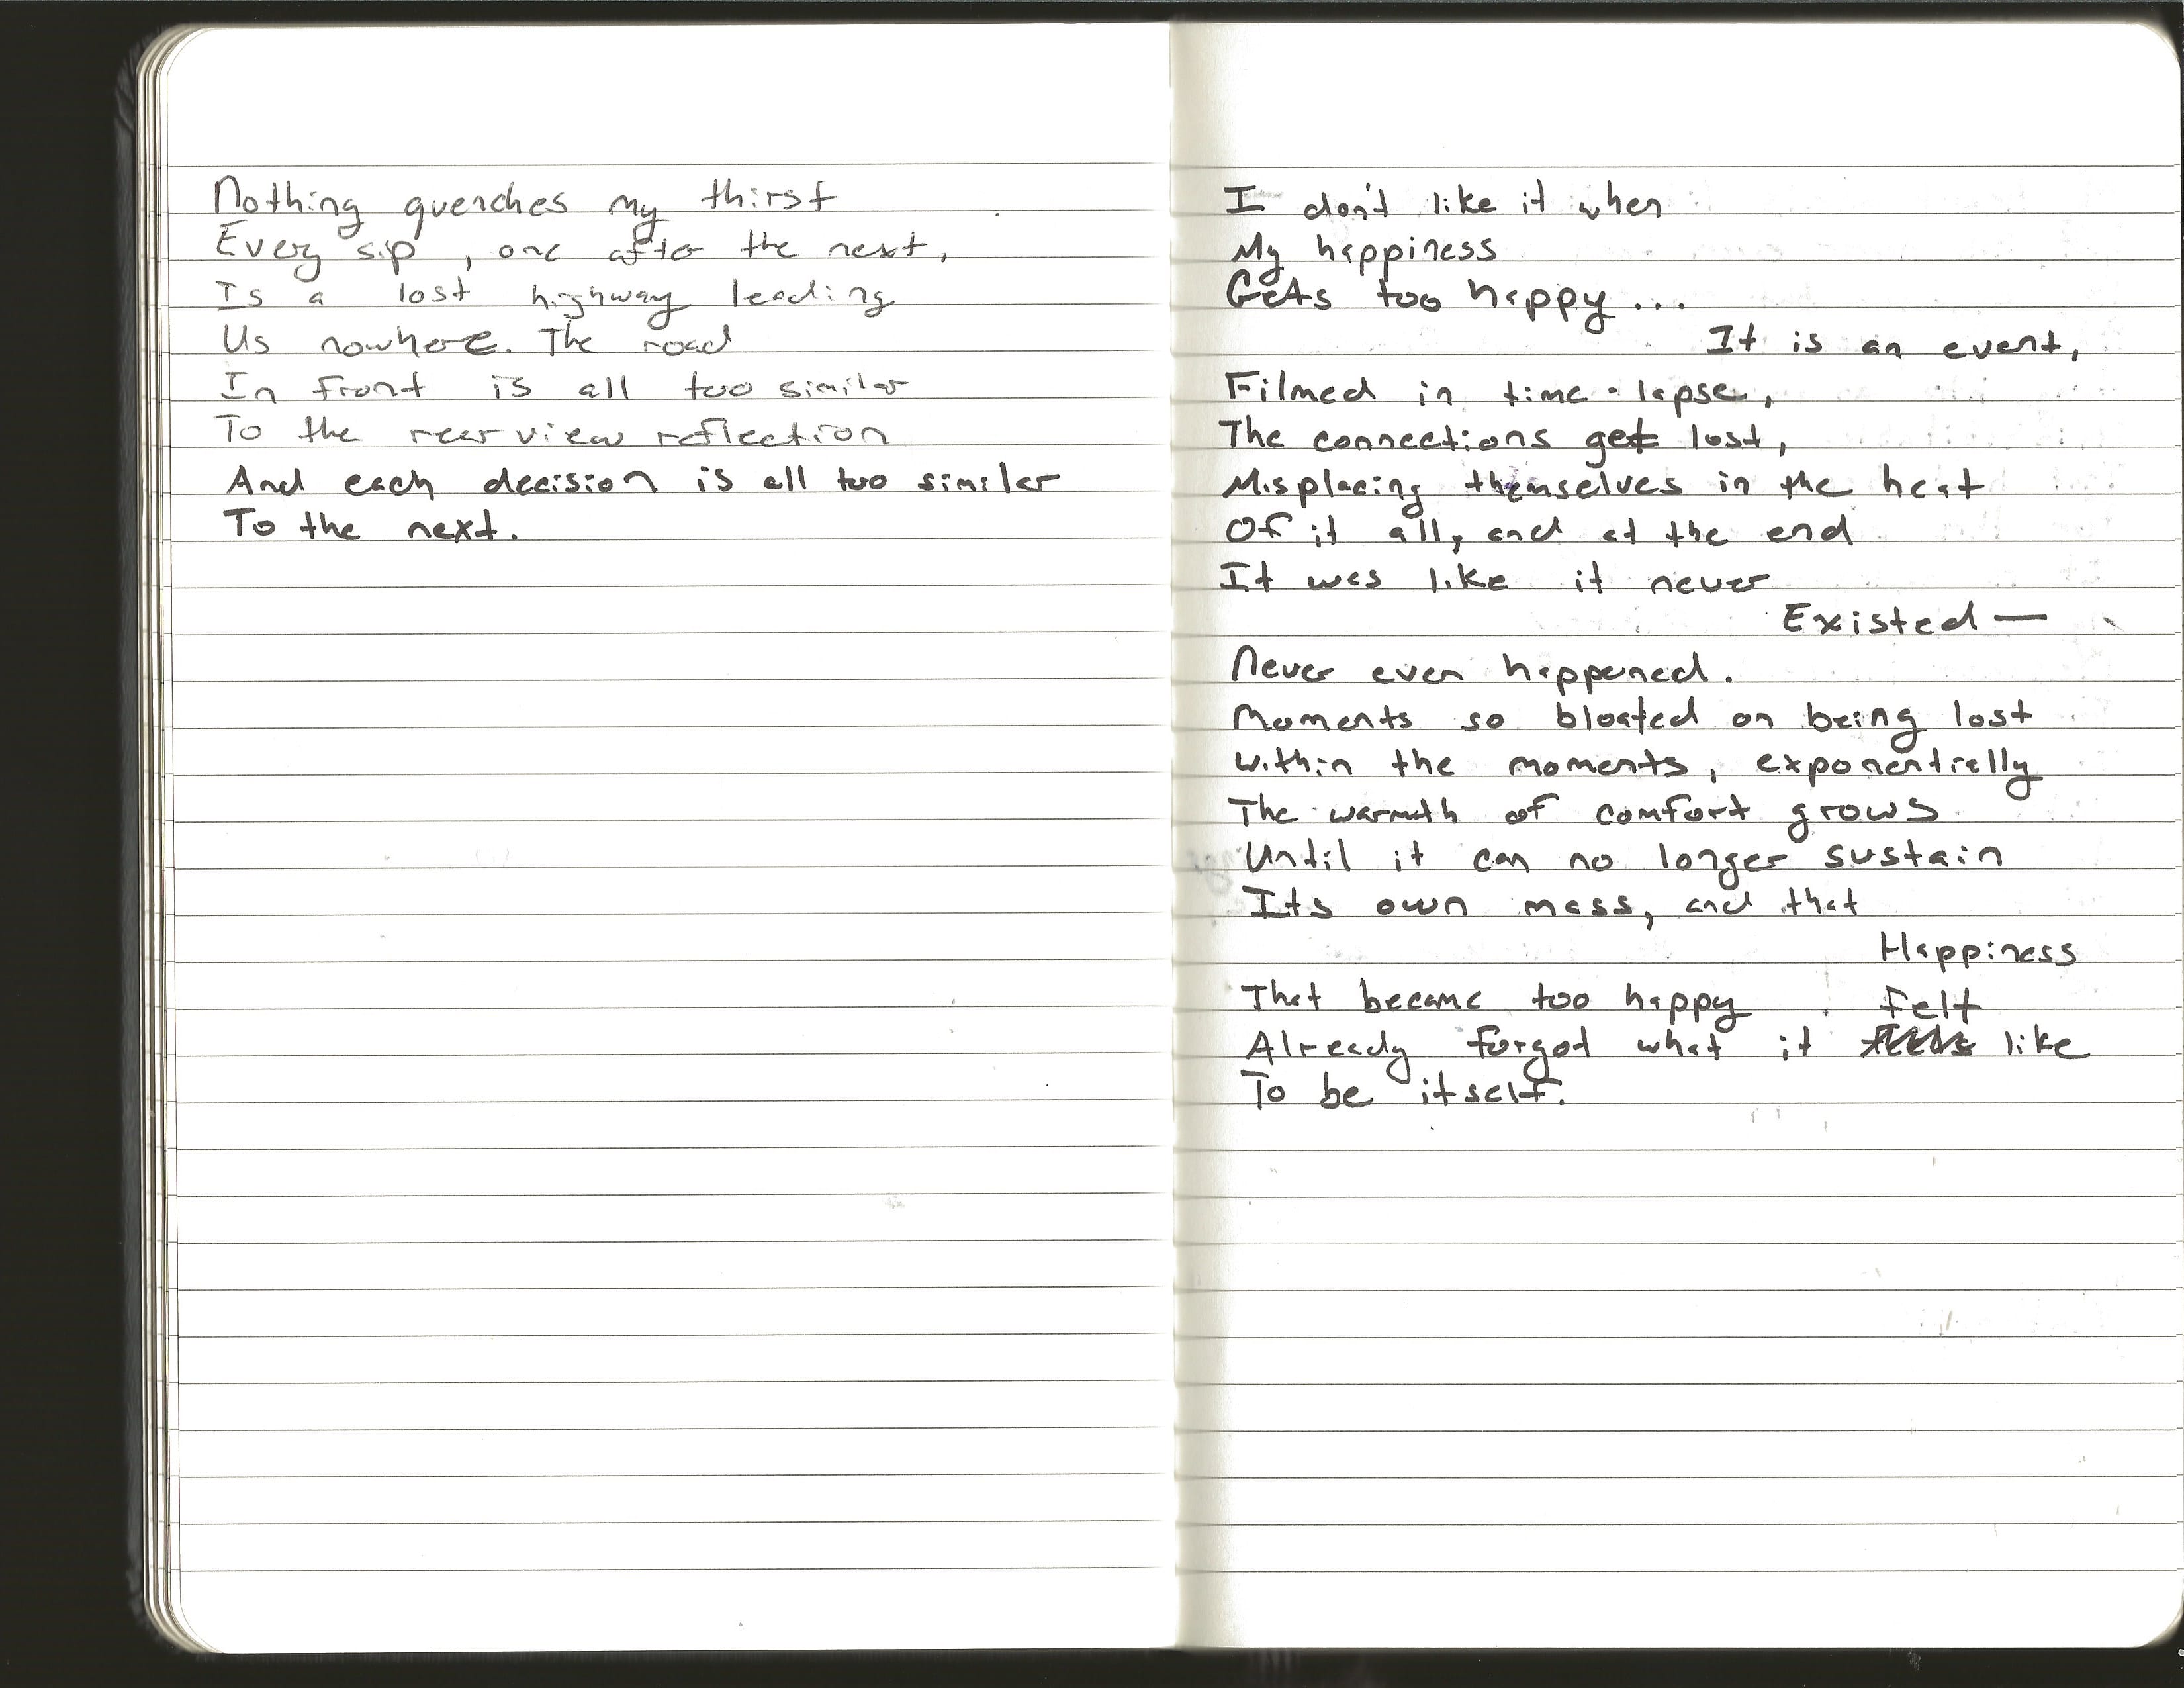 Nothing quenches my thirst
Every sip, one after the next,
Is a lost highway leading
Us nowhere. The road
In front is all too similar
To the rearview reflection
And each decision is all too similar
To the next.
I don't like it when
My happiness
Gets too happy...
It is an event,
Filmed in time-lapse,
The connections get lost,
Misplacing themselves in the heat
Of it all, and at the end
It was like it never
Existed —
Never even happened.
Moments so bloated on being lost
Within the moments, exponentially
The warmth of comfort grows
Until it can no longer sustain
Its own mass, and that
Happiness
That became too happy
felt
Already forgot what it like
To be itself.